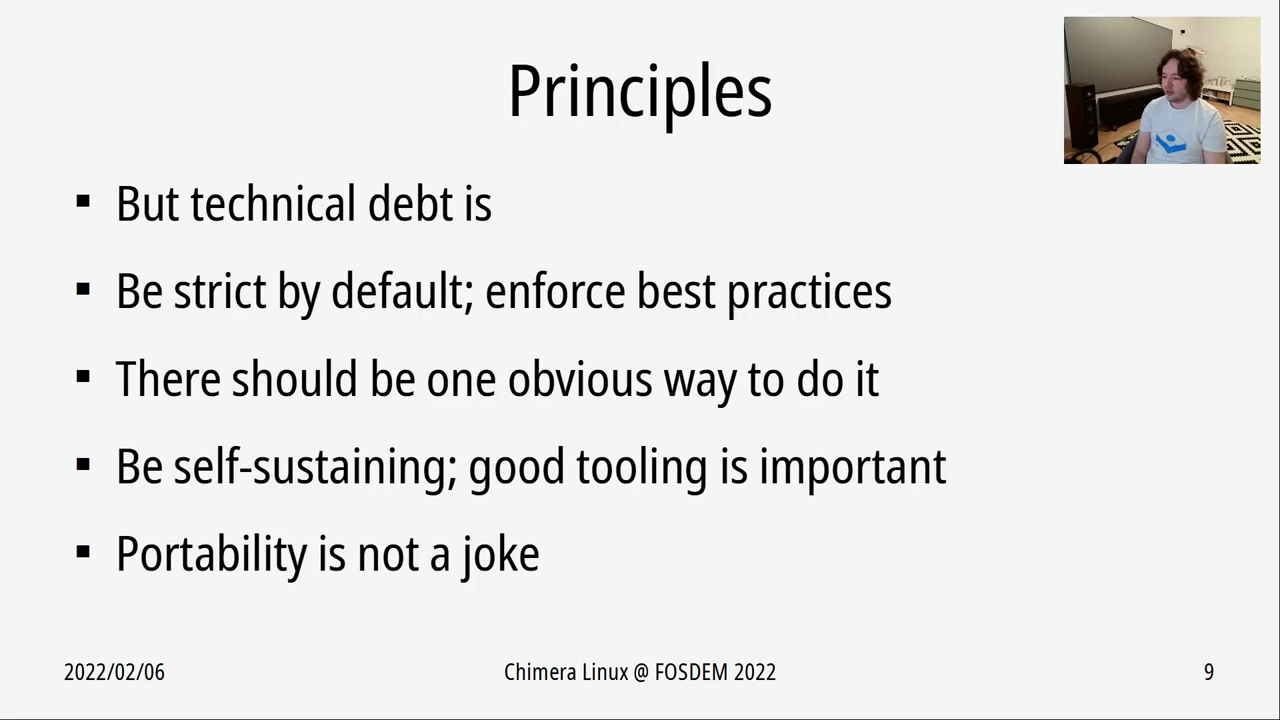 Principles
▪ But technical debt is
▪ Be strict by default; enforce best practices
▪ There should be one obvious way to do it
▪ Be self-sustaining; good tooling is important
▪ Portability is not a joke
2022/02/06
Chimera Linux @ FOSDEM 2022
9